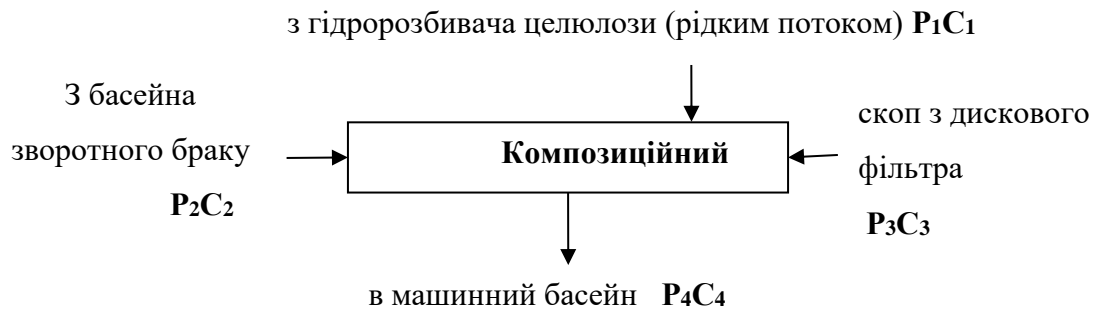 з гідророзбивача целюлози (рідким потоком) P1C1
З басейна
зворотного браку
P2C2
Композиційний
скоп з дискового
фільтра
P3C3
в машинний басейн P4C4